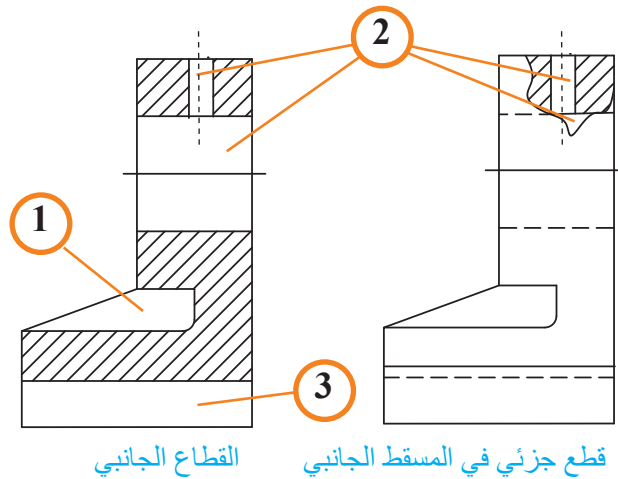 2
1
3
قطع جزئي في المسقط الجانبي
القطاع الجانبي